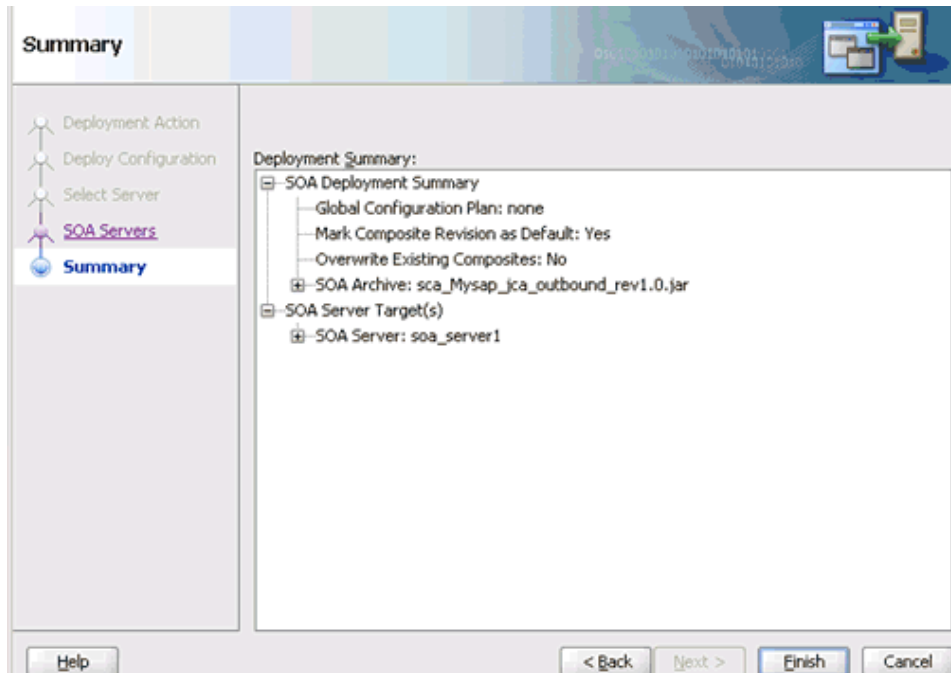 Summary
Deployment Action
Deploy Configuration
Select Server
SOA Servers
Summary
Deployment Summary:
SOA Deployment Summary
Global Configuration Plan: none
Mark Composite Revision as Default: Yes
Overwrite Existing Composites: No
SOA Archive: sca_Mysap_jca_outbound_rev1.0.jar
SOA Server Target(s)
SOA Server: soa_server1
Help
< Back
Next >
Finish
Cancel